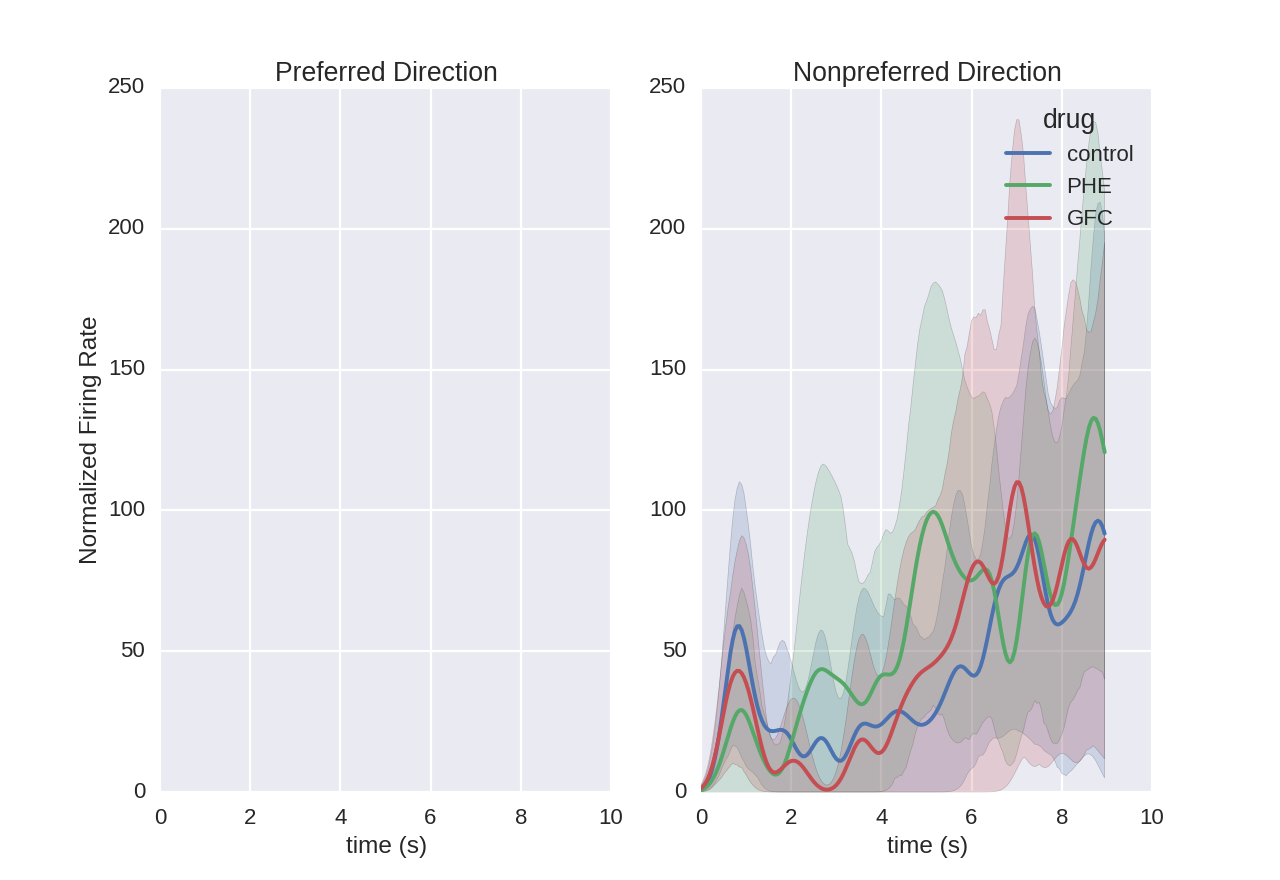 Preferred Direction
Nonpreferred Direction
250
200
150
100
50
0
Normalized Firing Rate
0 2 4 6 8 10
time (s)
250
200
150
100
50
0
drug
control
PHE
GFC
0 2 4 6 8 10
time (s)